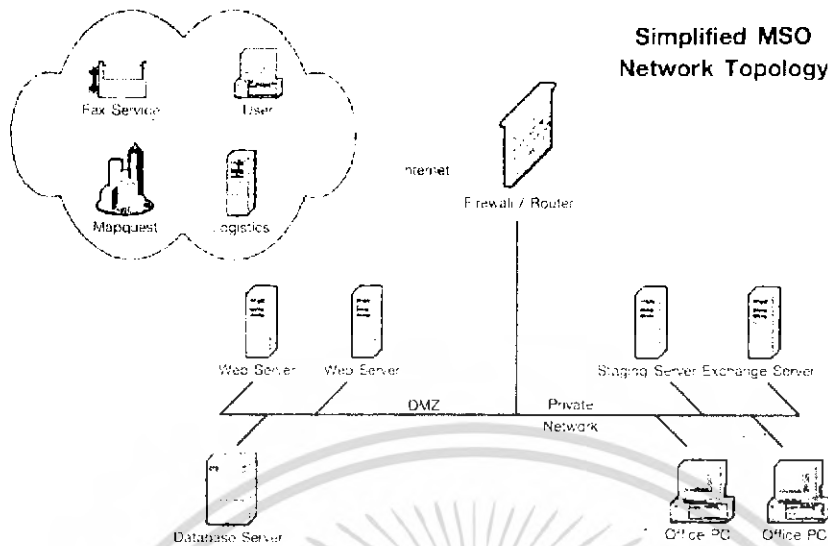 Simplified MSO
Network Topology
Fax Service
User
Mapquest
Logistics
nternet
Firewall / Router
Web Server
Web Server
Staging Server
Exchange Server
DMZ
Private
Network
Database Server
Office PC
Office PC